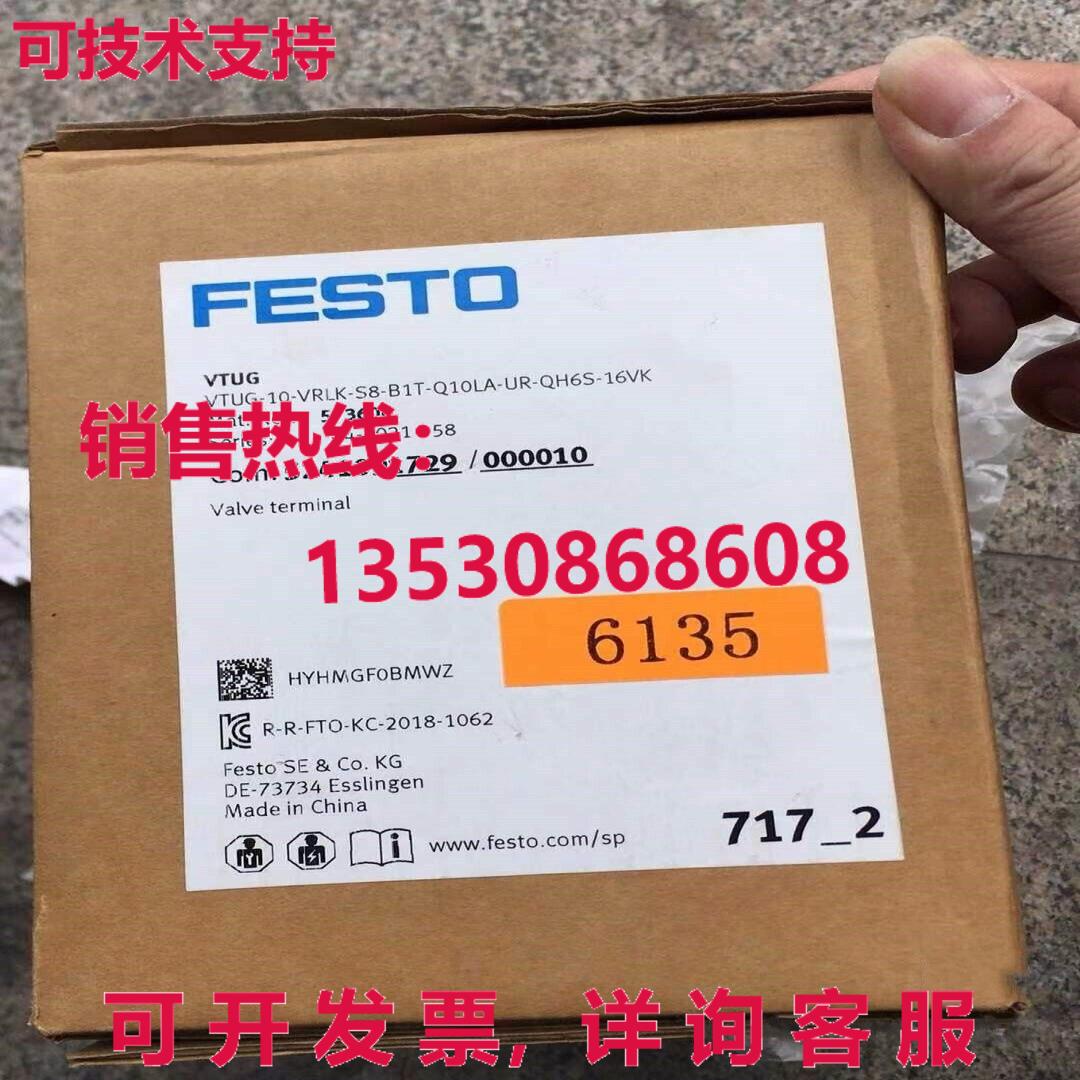 可技术支持
FESTO
VTUG
VTUG-10-VRLK-S8-B1T-Q10LA-UR-QH6S-16VK
销售热线:
58
729 / 000010
Valve terminal
13530868608
6135
HYHMGF0BMWZ
R-R-FTO-KC-2018-1062
Festo SE & Co. KG
DE-73734 Esslingen
Made in China
www.festo.com/sp
717_2
可开发票, 详询客服